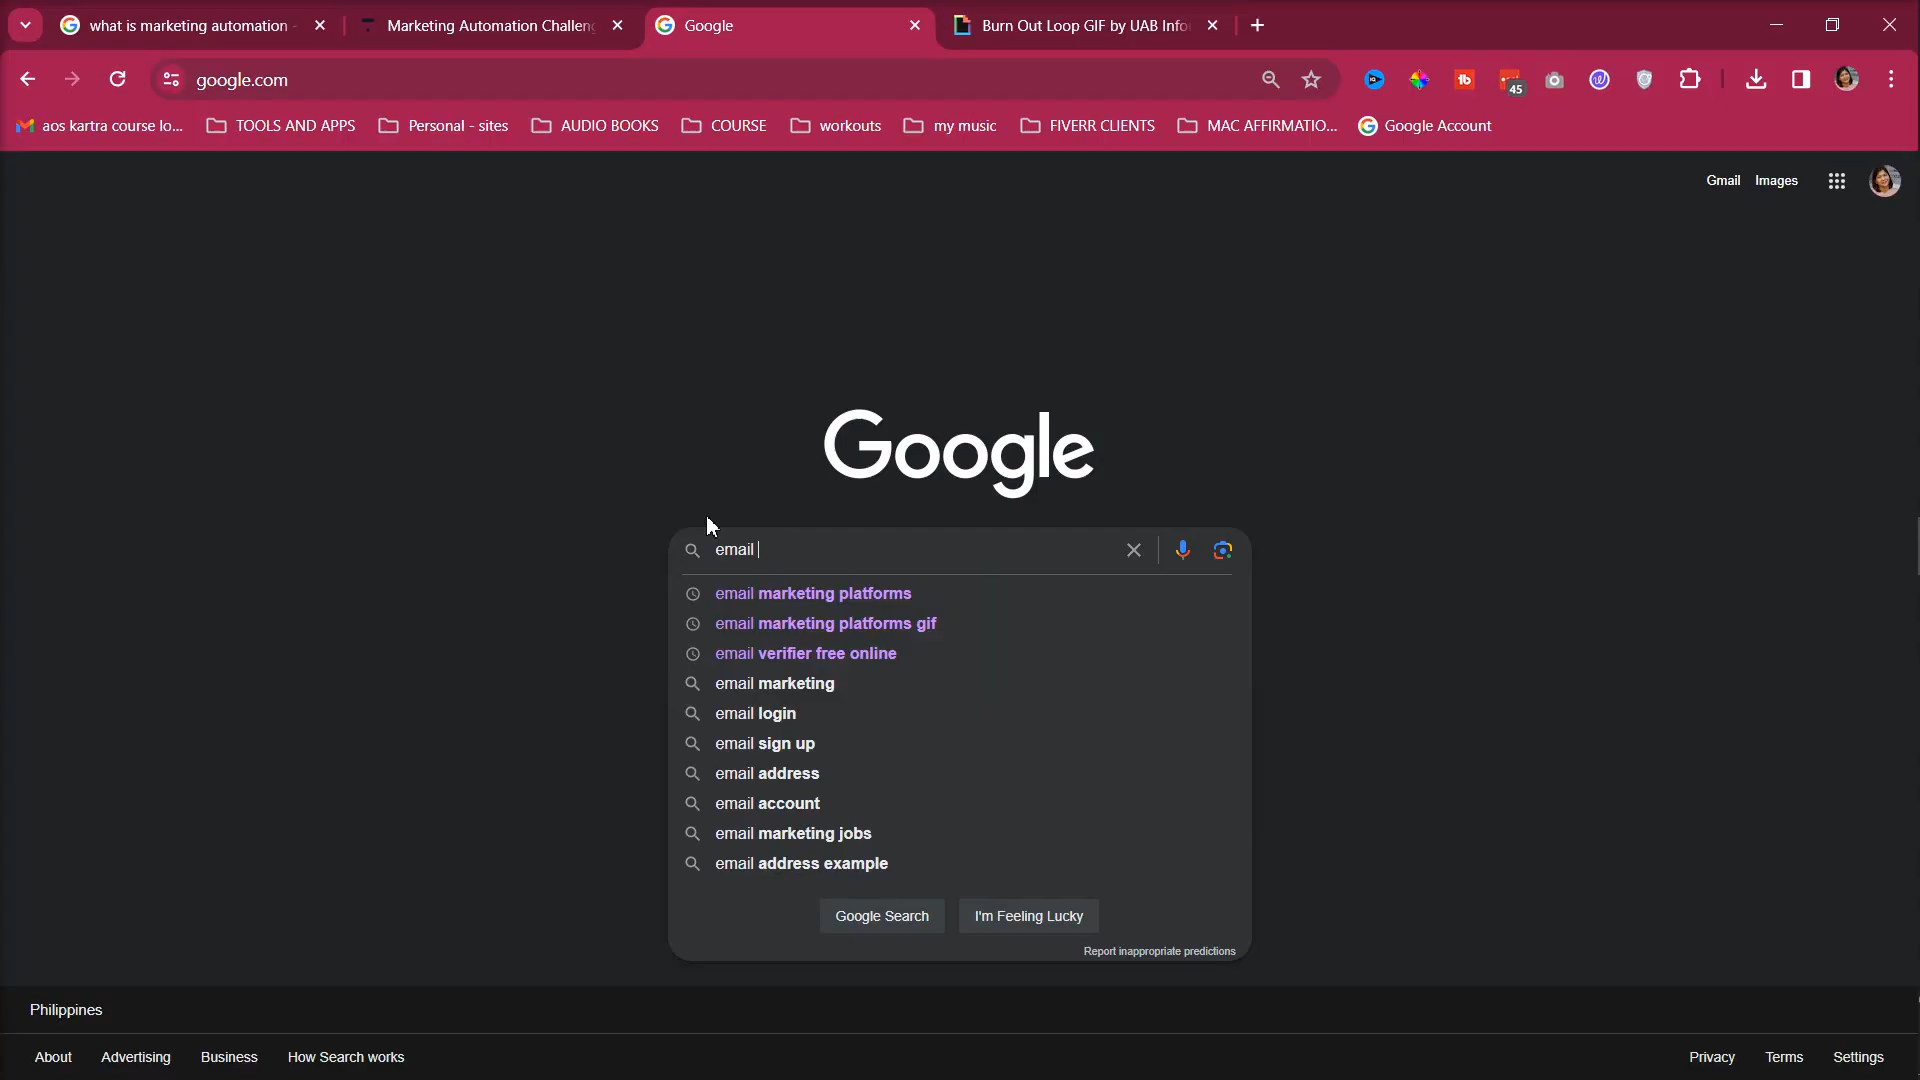 what is marketing automation -
Marketing Automation Challen
Google
Burn Out Loop GIF by UAB Info
google.com
45
aos kartra course lo...
TOOLS AND APPS
Personal - sites
AUDIO BOOKS
COURSE
workouts
my music
FIVERR CLIENTS
MAC AFFIRMATIO...
Google Account
Gmail
Images
Google
email
email marketing platforms
email marketing platforms gif
email verifier free online
email marketing
email login
email sign up
email address
email account
email marketing jobs
email address example
Google Search
I'm Feeling Lucky
Report inappropriate predictions
Philippines
About
Advertising
Business
How Search works
Privacy
Terms
Settings